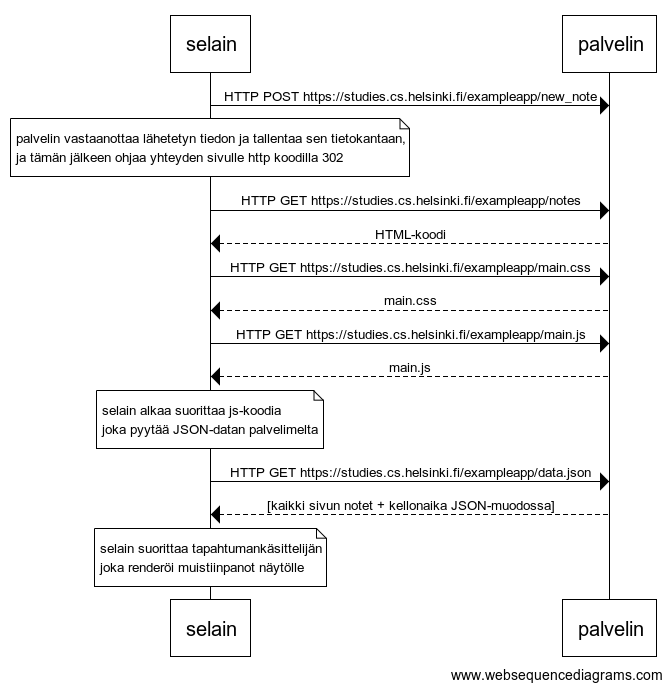 selain palvelin
HTTP POST https://studies.cs.helsinki.fi/exampleapp/new_note
palvelin vastaanottaa lähetetyn tiedon ja tallentaa sen tietokantaan,
ja tämän jälkeen ohjaa yhteyden sivulle http koodilla 302
HTTP GET https://studies.cs.helsinki.fi/exampleapp/notes
HTML-koodi
HTTP GET https://studies.cs.helsinki.fi/exampleapp/main.css
main.css
HTTP GET https://studies.cs.helsinki.fi/exampleapp/main.js
main.js
selain alkaa suorittaa js-koodia
joka pyytää JSON-datan palvelimelta
HTTP GET https://studies.cs.helsinki.fi/exampleapp/data.json
[kaikki sivun notet + kellonaika JSON-muodossa]
selain suorittaa tapahtumankäsittelijän
joka renderöi muistiinpanot näytölle
selain palvelin
www.websequencediagrams.com